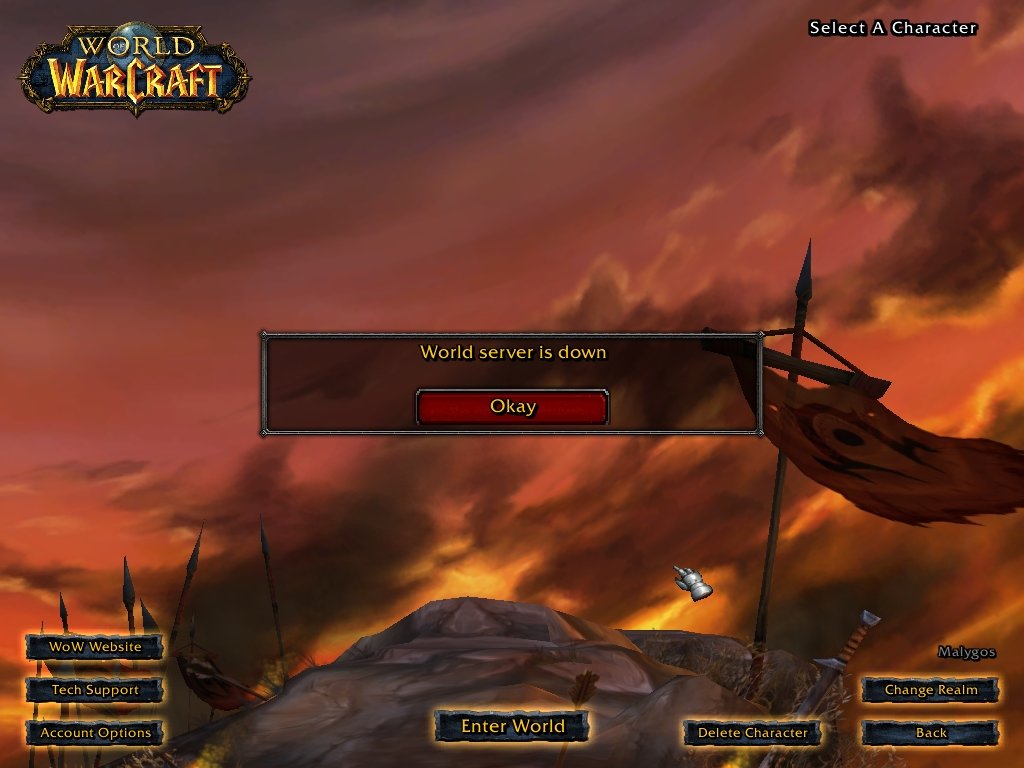 WORLD OF WARCRAFT
Select A Character
World server is down
Okay
WoW Website
Tech Support
Account Options
Enter World
Delete Character
Malygos
Change Realm
Back